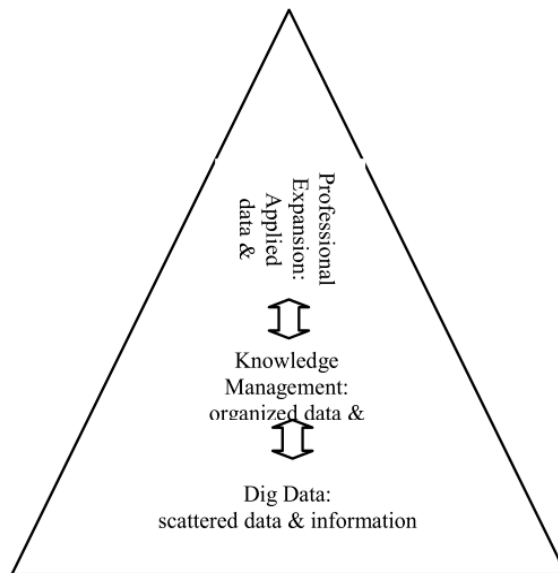 Professional
Expansion:
Applied
data &
Knowledge
Management:
organized data &
Dig Data:
scattered data & information